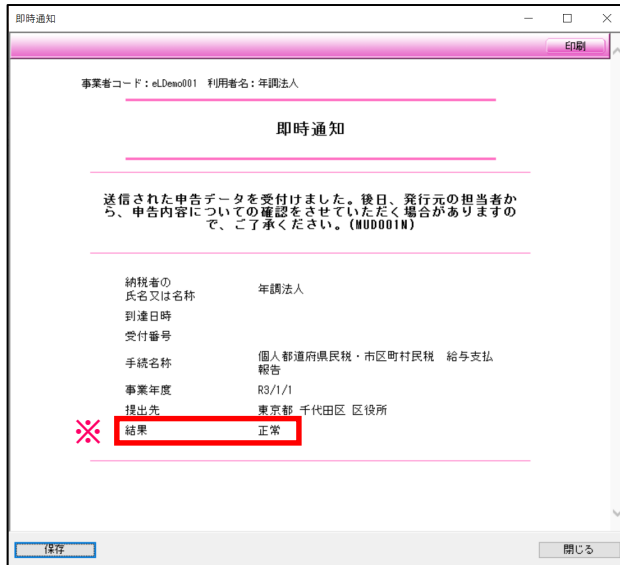 即時通知
印刷
事業者コード：eLDemo001 利用者名：年調法人
即時通知
送信された申告データを受付けました。後日、発行元の担当者か
ら、申告内容についての確認をさせていただく場合がありますの
で、ご了承ください。(MUD001N)
納税者の
氏名又は名称 年調法人
到達日時
受付番号
手続名称 個人都道府県民税・市区町村民税 給与支払
報告
事業年度 R3/1/1
提出先 東京都 千代田区 区役所
※ 結果 正常
保存 閉じる